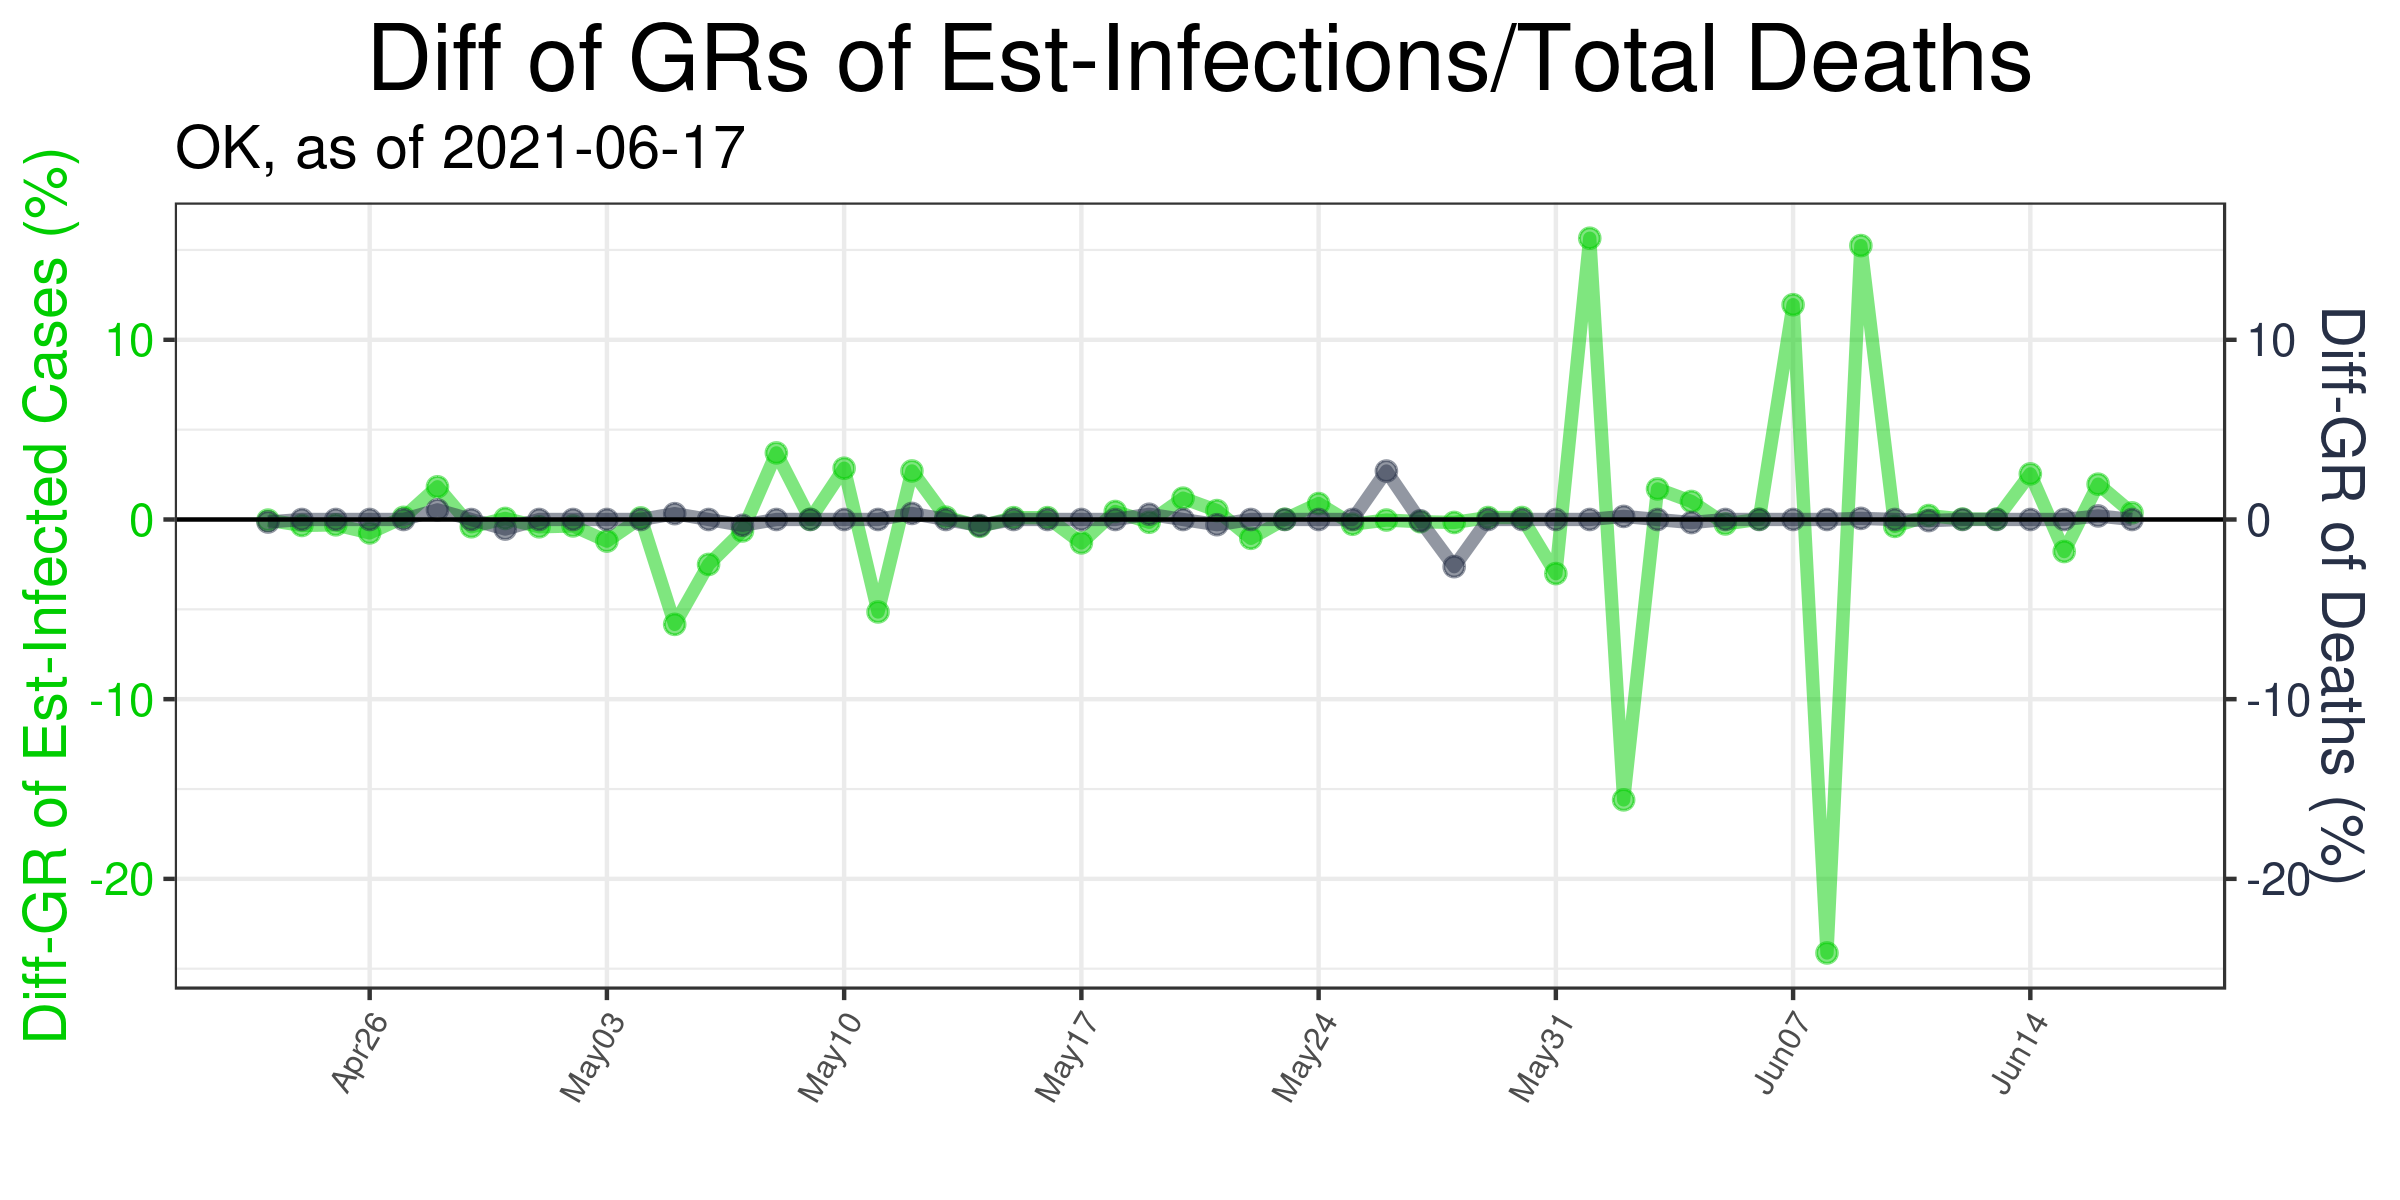 Diff of GRs of Est-Infections/Total Deaths
OK, as of 2021-06-17
Diff-GR of Est-Infected Cases (%)
10
0
-10
-20
10
0
-10
-20
Diff-GR of Deaths (%)
Apr26
May03
May10
May17
May24
May31
Jun07
Jun14